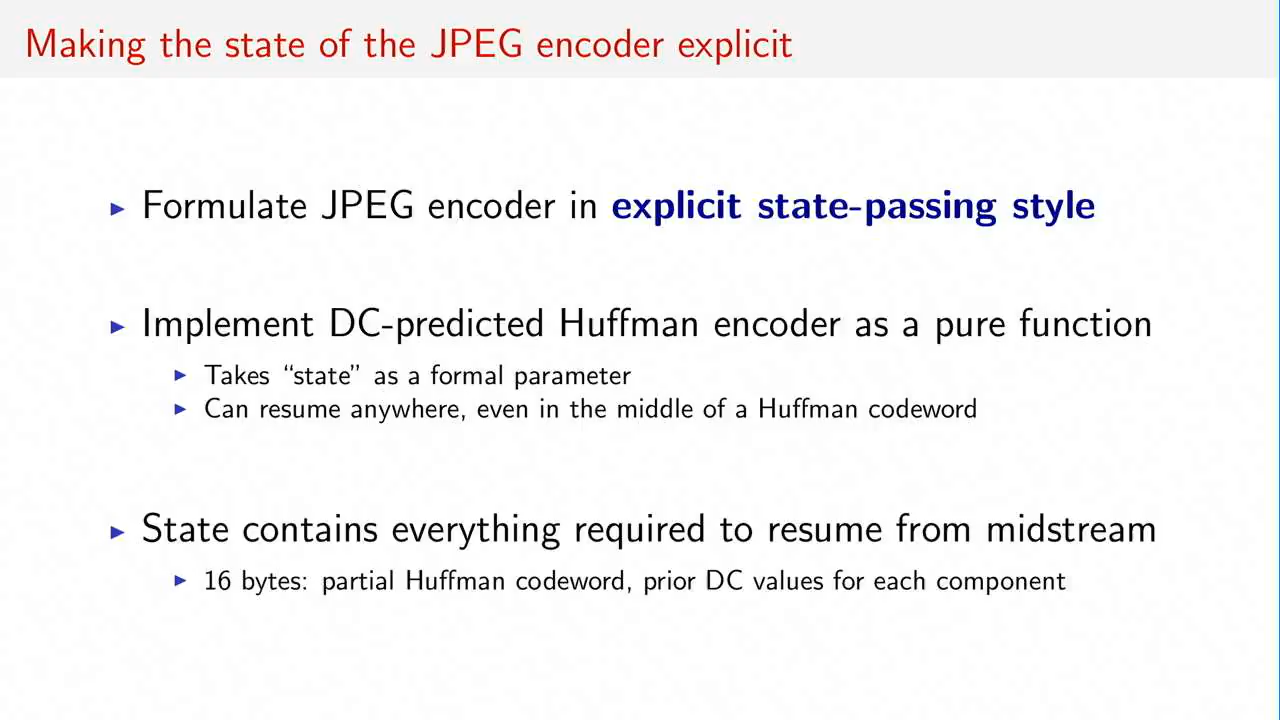 Making the state of the JPEG encoder explicit
▶ Formulate JPEG encoder in explicit state-passing style
▶ Implement DC-predicted Huffman encoder as a pure function
▶ Takes “state” as a formal parameter
▶ Can resume anywhere, even in the middle of a Huffman codeword
▶ State contains everything required to resume from midstream
▶ 16 bytes: partial Huffman codeword, prior DC values for each component